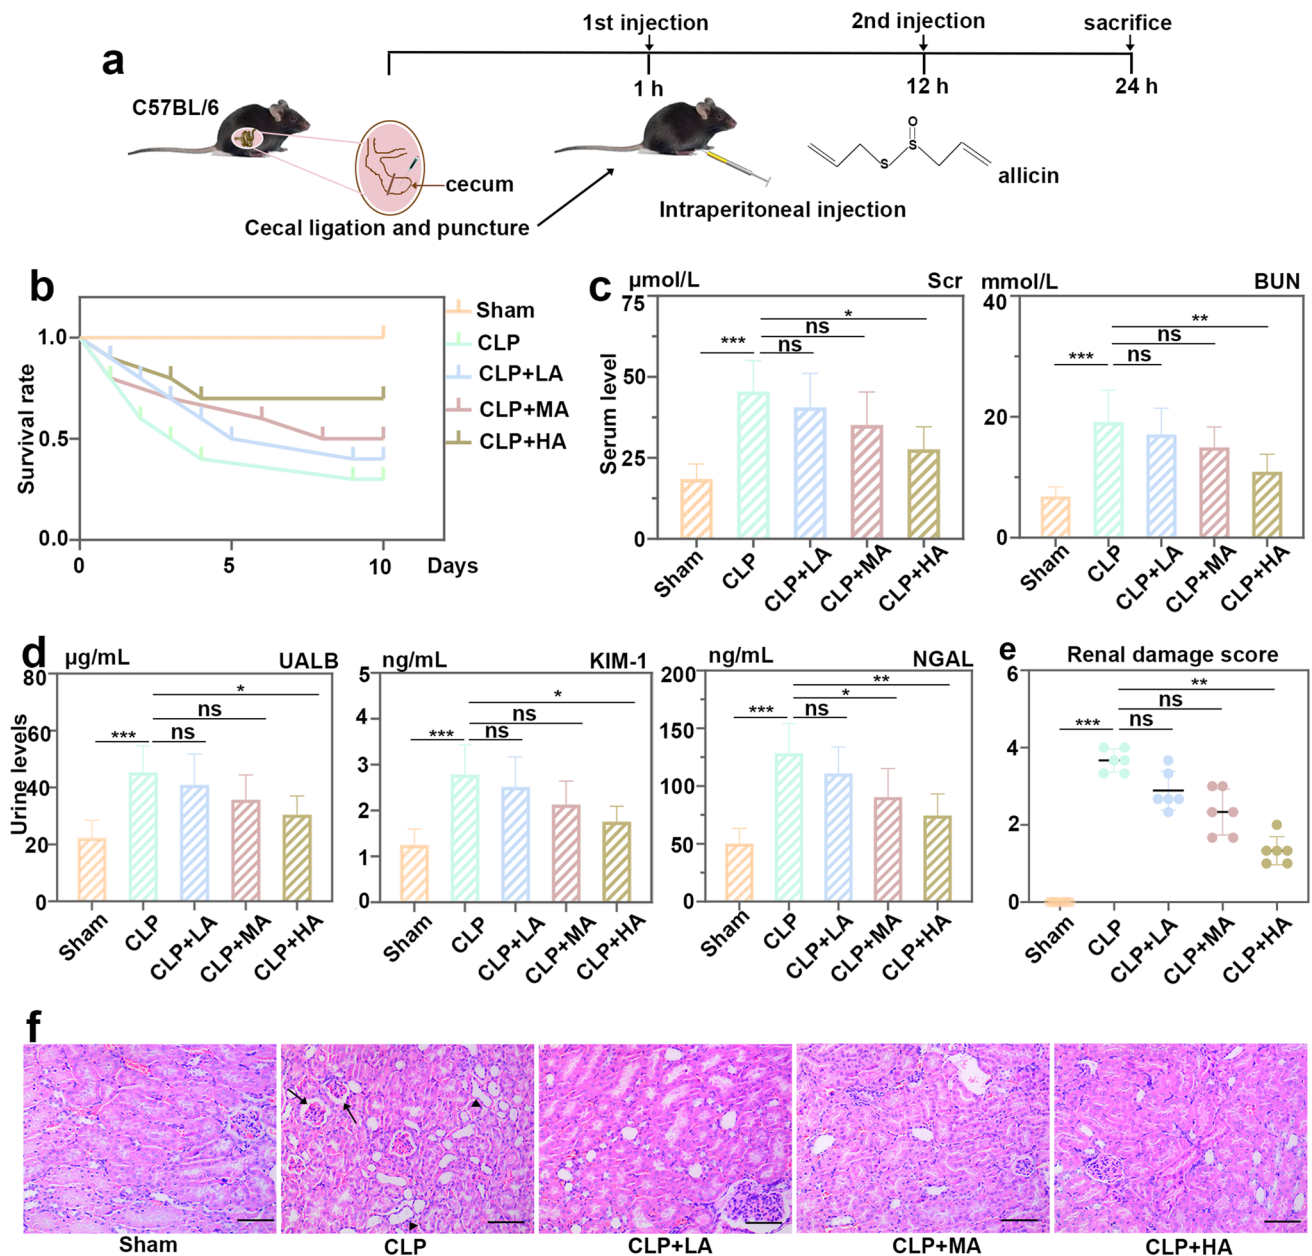 a
1st injection
2nd injection
sacrifice
1 h
12 h
24 h
C57BL/6
cecum
Cecal ligation and puncture
Intraperitoneal injection
O
S
S
allicin
b
Survival rate
1.0
0.5
0.0
0
5
10
Days
Sham
CLP
CLP+LA
CLP+MA
CLP+HA
c
µmol/L
Scr
Serum level
75
50
25
0
***
ns
ns
*
Sham
CLP
CLP+LA
CLP+MA
CLP+HA
mmol/L
BUN
40
20
0
***
ns
ns
**
Sham
CLP
CLP+LA
CLP+MA
CLP+HA
d
µg/mL
UALB
Urine levels
80
60
40
20
0
***
ns
ns
*
Sham
CLP
CLP+LA
CLP+MA
CLP+HA
ng/mL
KIM-1
5
4
3
2
1
0
***
ns
ns
*
Sham
CLP
CLP+LA
CLP+MA
CLP+HA
ng/mL
NGAL
200
150
100
50
0
***
ns
*
**
Sham
CLP
CLP+LA
CLP+MA
CLP+HA
e
Renal damage score
6
4
2
0
***
ns
ns
**
Sham
CLP
CLP+LA
CLP+MA
CLP+HA
f
Sham
CLP
CLP+LA
CLP+MA
CLP+HA